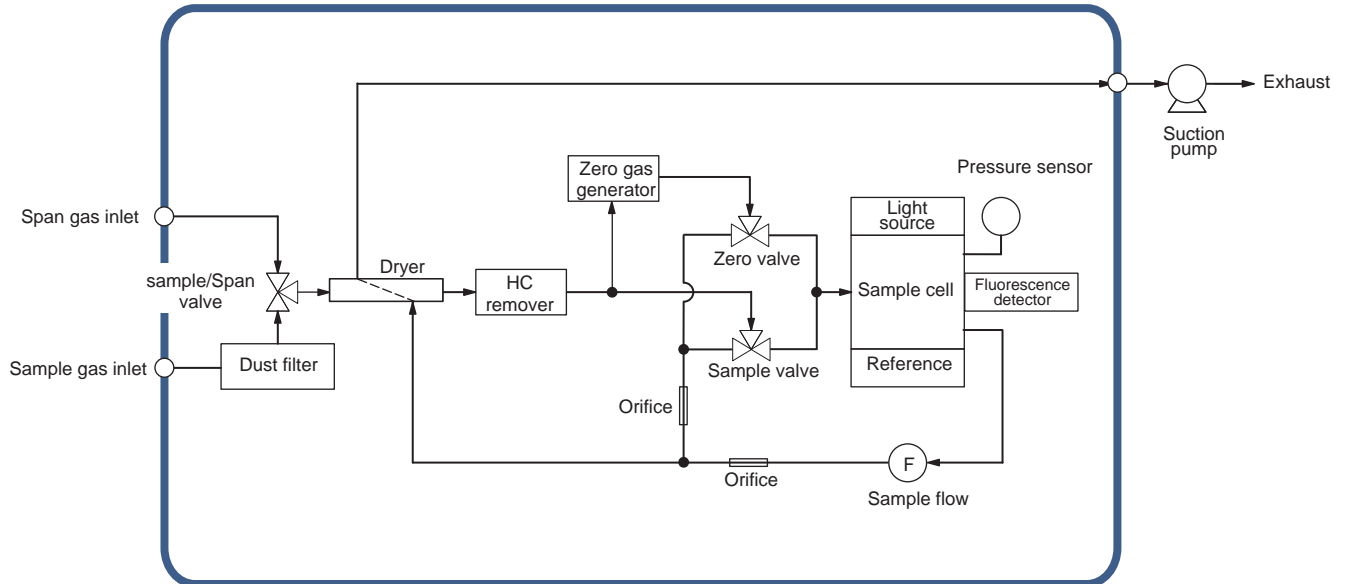 Exhaust
Suction
pump
Pressure sensor
Zero gas
generator
Light
source
Span gas inlet
Zero valve
Dryer
sample/Span
valve
HC
remover
Sample cell
Fluorescence
detector
Sample gas inlet
Dust filter
Sample valve
Reference
Orifice
F
Orifice
Sample flow